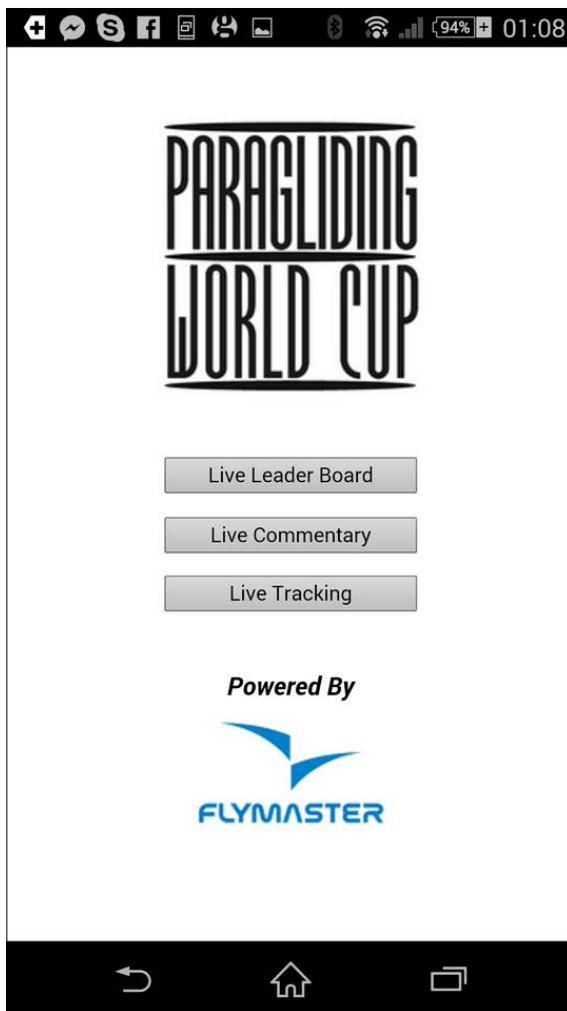 94% 01:08
PARAGLIDING
WORLD CUP
Live Leader Board
Live Commentary
Live Tracking
Powered By
FLYMASTER